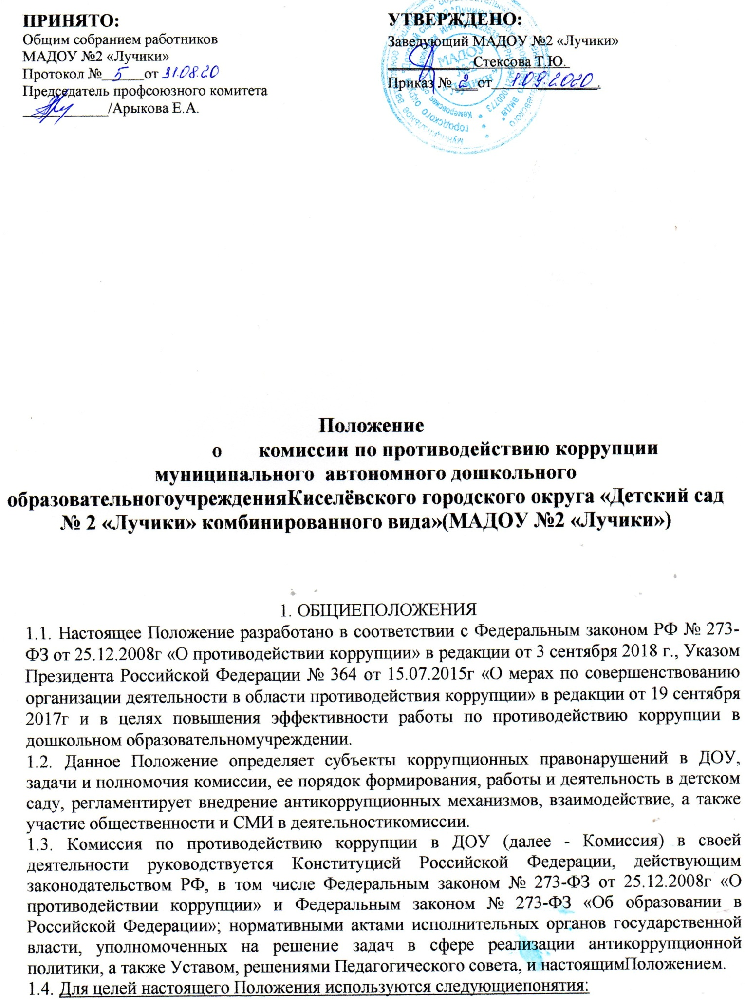 ПРИНЯТО:
Общим собранием работников
МАДОУ №2 «Лучики»
Протокол № 5 от 31.08.20
Председатель профсоюзного комитета
/Арыкова Е.А.
УТВЕРЖДЕНО:
Заведующий МАДОУ №2 «Лучики»
Стексова Т.Ю.
Приказ № 2 от 1.09.2020.
МАДОУ
№2
"Лучики"
Положение
о комиссии по противодействию коррупции
муниципального автономного дошкольного
образовательногоучрежденияКиселёвского городского округа «Детский сад
№ 2 «Лучики» комбинированного вида»(МАДОУ №2 «Лучики»)
1. ОБЩИЕПОЛОЖЕНИЯ
1.1. Настоящее Положение разработано в соответствии с Федеральным законом РФ № 273-
ФЗ от 25.12.2008г «О противодействии коррупции» в редакции от 3 сентября 2018 г., Указом
Президента Российской Федерации № 364 от 15.07.2015г «О мерах по совершенствованию
организации деятельности в области противодействия коррупции» в редакции от 19 сентября
2017г и в целях повышения эффективности работы по противодействию коррупции в
дошкольном образовательномучреждении.
1.2. Данное Положение определяет субъекты коррупционных правонарушений в ДОУ,
задачи и полномочия комиссии, ее порядок формирования, работы и деятельность в детском
саду, регламентирует внедрение антикоррупционных механизмов, взаимодействие, а также
участие общественности и СМИ в деятельностикомиссии.
1.3. Комиссия по противодействию коррупции в ДОУ (далее - Комиссия) в своей
деятельности руководствуется Конституцией Российской Федерации, действующим
законодательством РФ, в том числе Федеральным законом № 273-ФЗ от 25.12.2008г «О
противодействии коррупции» и Федеральным законом № 273-ФЗ «Об образовании в
Российской Федерации»; нормативными актами исполнительных органов государственной
власти, уполномоченных на решение задач в сфере реализации антикоррупционной
политики, а также Уставом, решениями Педагогического совета, и настоящимПоложением.
1.4. Для целей настоящего Положения используются следующиепонятия: